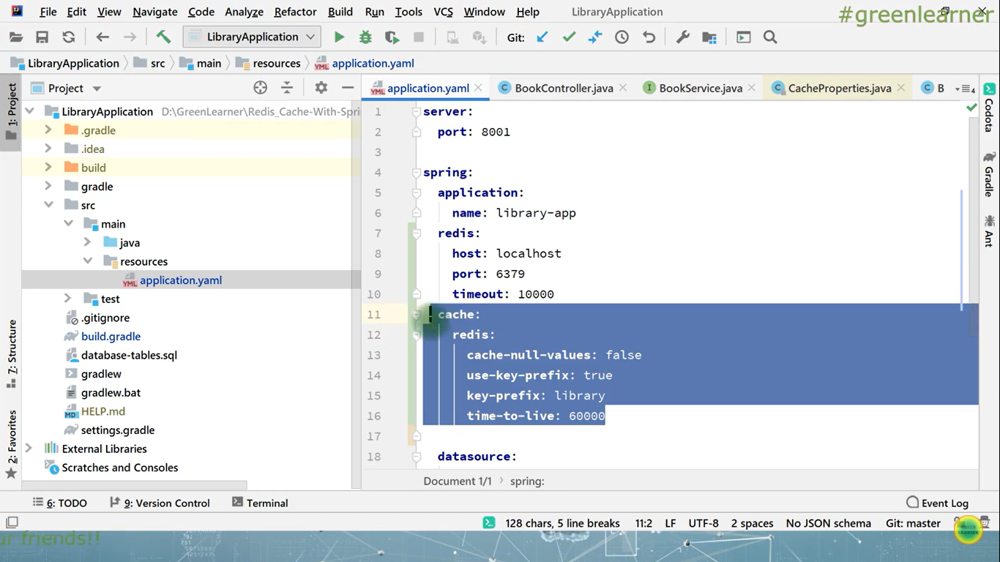 File Edit View Navigate Code Analyze Refactor Build Run Tools VCS Window Help LibraryApplication
#greenlearner
LibraryApplication Git:
LibraryApplication src main resources application.yaml
1: Project
7: Structure
2: Favorites
Project
LibraryApplication D:\GreenLearner\Redis_Cache-With-Spri
.gradle
.idea
build
gradle
src
main
java
resources
application.yaml
test
.gitignore
build.gradle
database-tables.sql
gradlew
gradlew.bat
HELP.md
settings.gradle
External Libraries
Scratches and Consoles
application.yaml BookController.java BookService.java CacheProperties.java B
1 server:
2 port: 8001
3
4 spring:
5 application:
6 name: library-app
7 redis:
8 host: localhost
9 port: 6379
10 timeout: 10000
11 cache:
12 redis:
13 cache-null-values: false
14 use-key-prefix: true
15 key-prefix: library
16 time-to-live: 60000
17
18 datasource:
Document 1/1 › spring:
Codota
Gradle
Ant
6: TODO 9: Version Control Terminal Event Log
128 chars, 5 line breaks 11:2 LF UTF-8 2 spaces No JSON schema Git: master
ur friends!!
GREEN
LEARNER